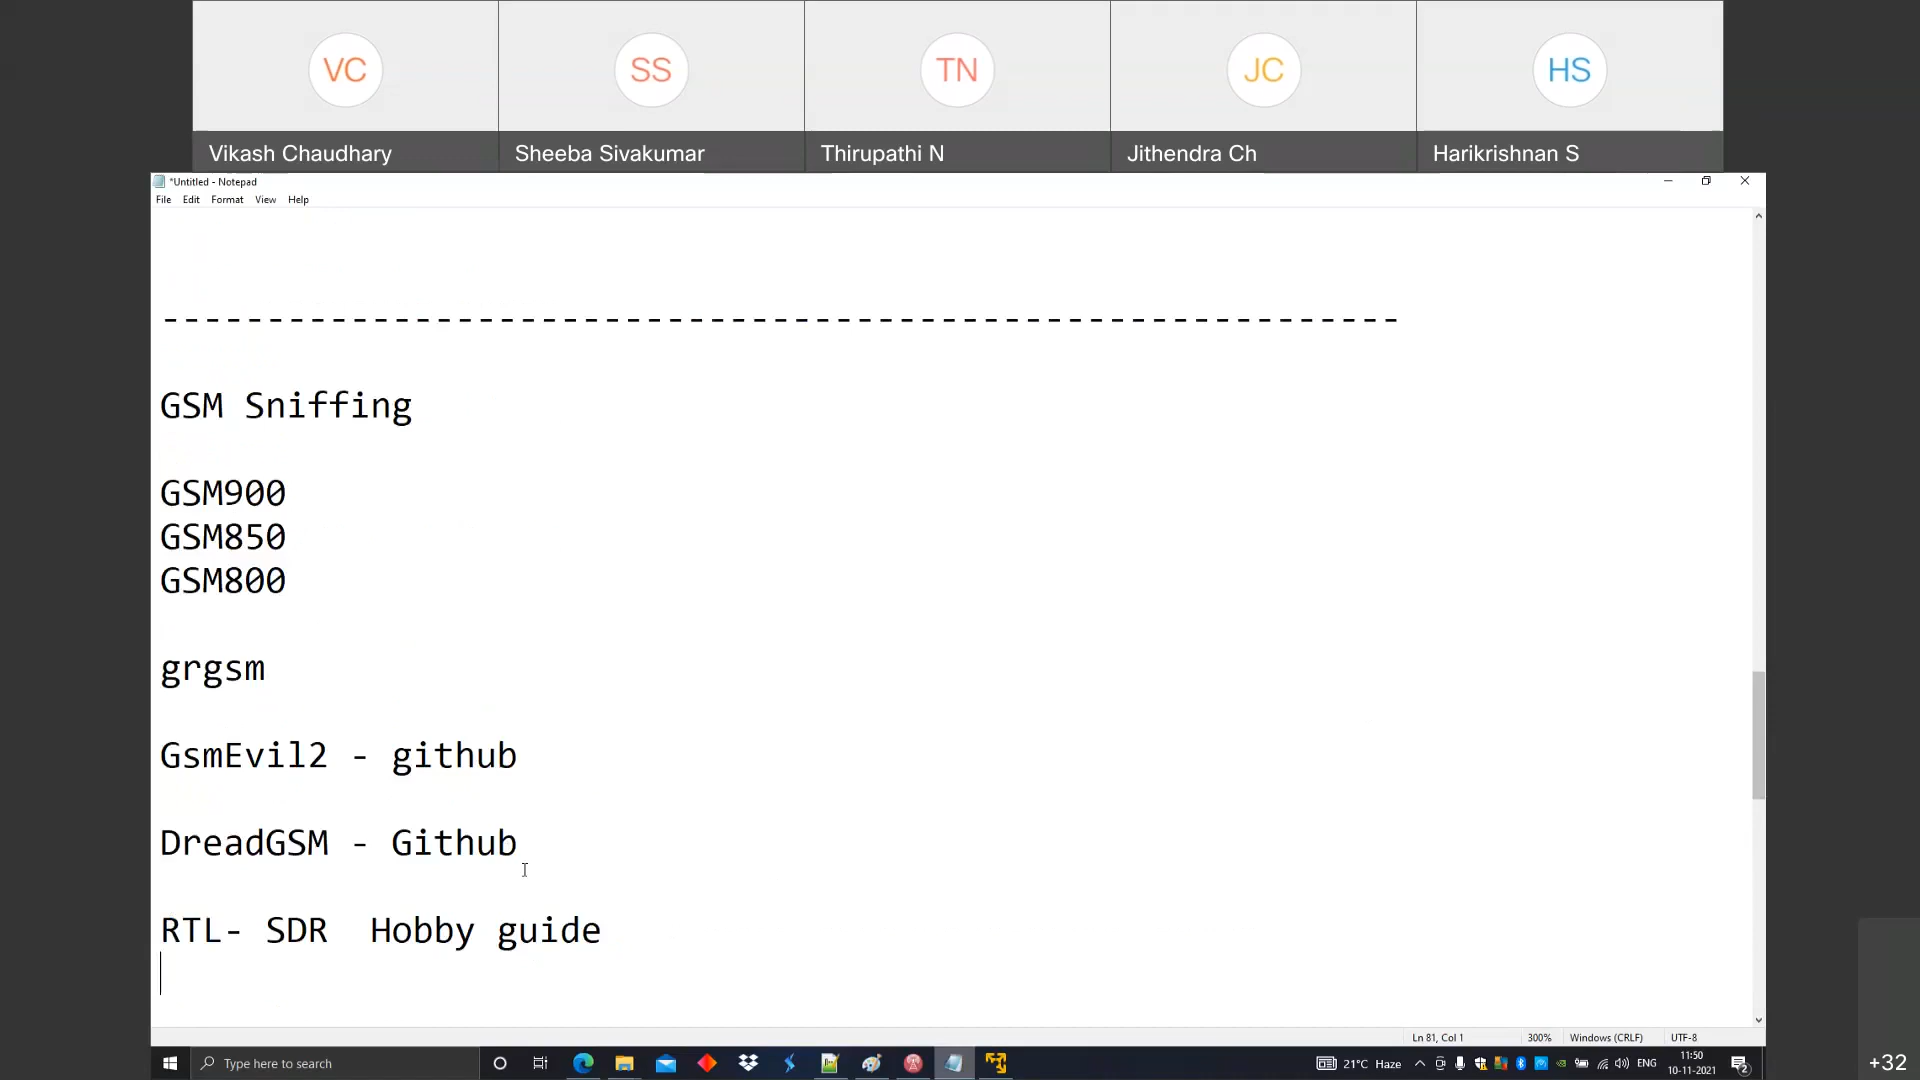 VC
SS
TN
JC
HS
Vikash Chaudhary
Sheeba Sivakumar
Thirupathi N
Jithendra Ch
Harikrishnan S
*Untitled - Notepad
File Edit Format View Help
-----------------------------------------------------------
GSM Sniffing
GSM900
GSM850
GSM800
grgsm
GsmEvil2 - github
DreadGSM - Github
RTL- SDR  Hobby guide
Ln 81, Col 1
300%
Windows (CRLF)
UTF-8
Type here to search
21°C Haze
ENG
11:50
10-11-2021
2
+32